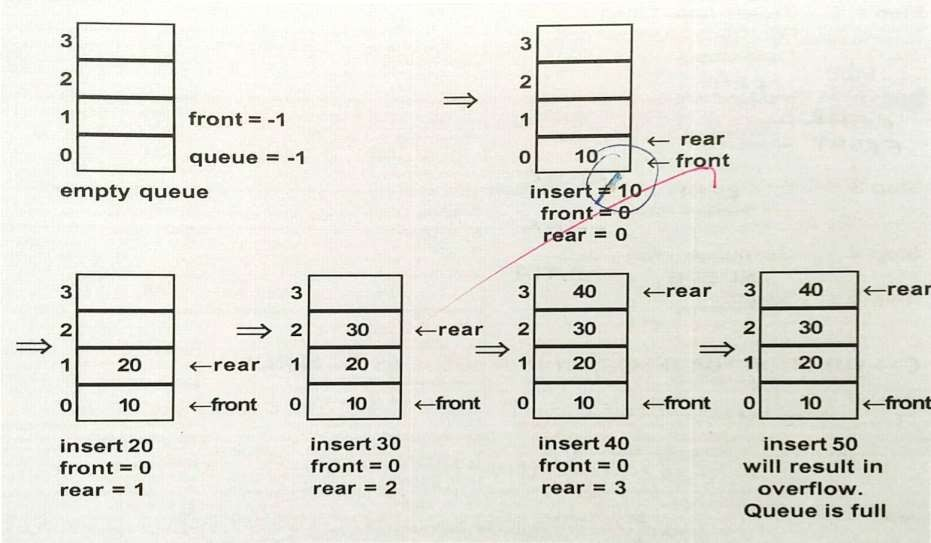 3
2
1
0
front = -1
queue = -1
empty queue
⇒
3
2
1
0 10
← rear
← front
insert = 10
front = 0
rear = 0
⇒
3
2
1 20 ←rear
0 10 ←front
insert 20
front = 0
rear = 1
⇒
3
2 30 ←rear
1 20
0 10 ←front
insert 30
front = 0
rear = 2
⇒
3 40 ←rear
2 30
1 20
0 10 ←front
insert 40
front = 0
rear = 3
⇒
3 40 ←rear
2 30
1 20
0 10 ←front
insert 50
will result in
overflow.
Queue is full